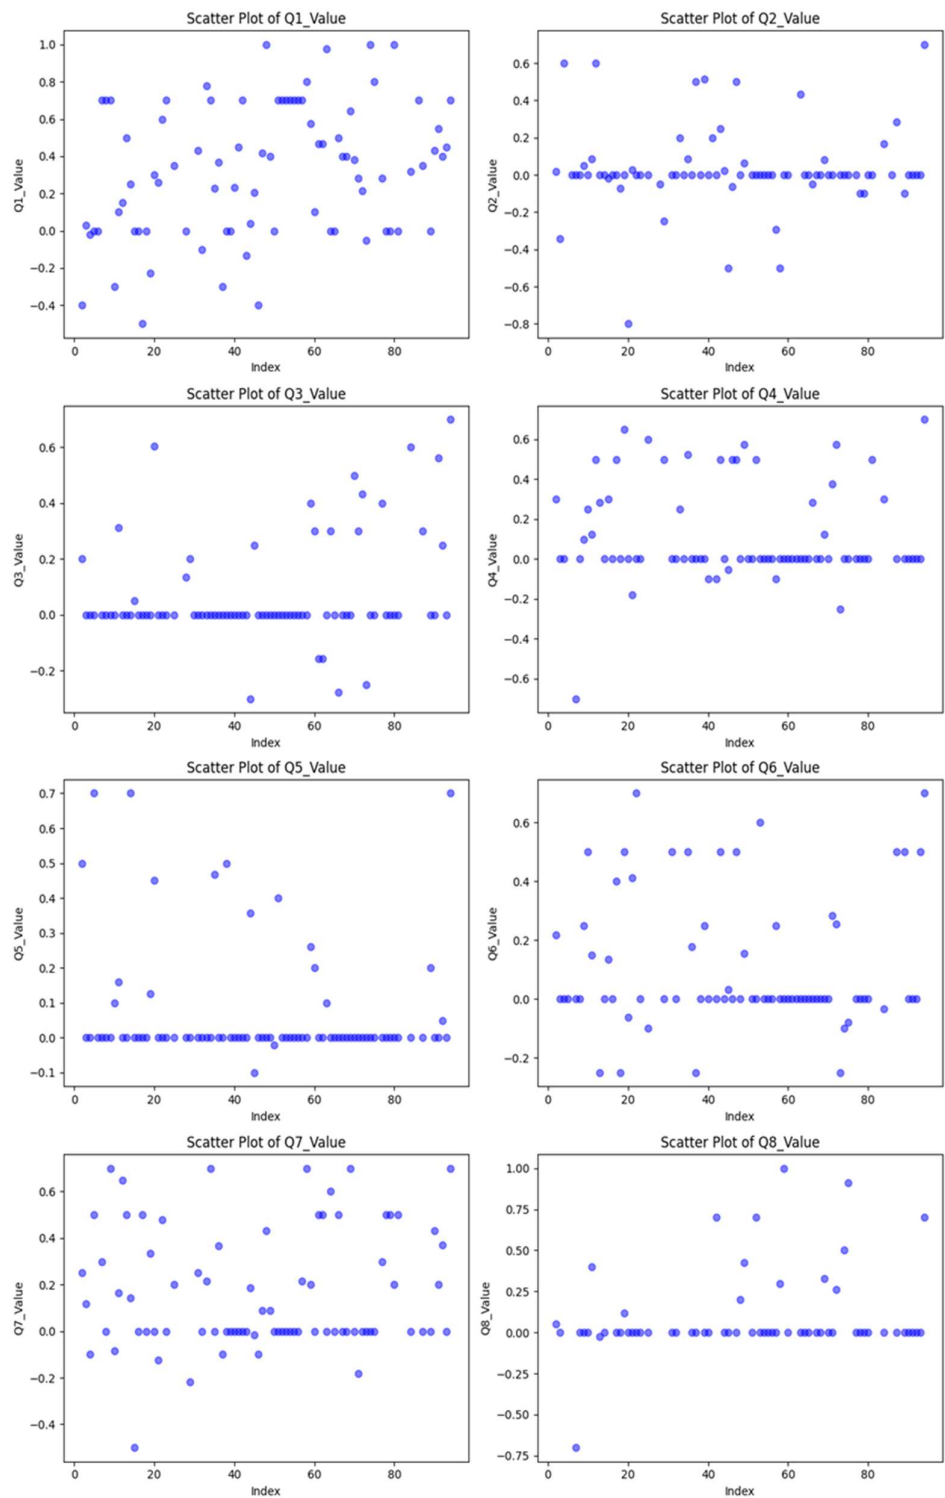 Scatter Plot of Q1_Value
Q1_Value
1.0
0.8
0.6
0.4
0.2
0.0
−0.2
−0.4
0 20 40 60 80
Index
Scatter Plot of Q2_Value
Q2_Value
0.6
0.4
0.2
0.0
−0.2
−0.4
−0.6
−0.8
0 20 40 60 80
Index
Scatter Plot of Q3_Value
Q3_Value
0.6
0.4
0.2
0.0
−0.2
0 20 40 60 80
Index
Scatter Plot of Q4_Value
Q4_Value
0.6
0.4
0.2
0.0
−0.2
−0.4
−0.6
0 20 40 60 80
Index
Scatter Plot of Q5_Value
Q5_Value
0.7
0.6
0.5
0.4
0.3
0.2
0.1
0.0
−0.1
0 20 40 60 80
Index
Scatter Plot of Q6_Value
Q6_Value
0.6
0.4
0.2
0.0
−0.2
0 20 40 60 80
Index
Scatter Plot of Q7_Value
Q7_Value
0.6
0.4
0.2
0.0
−0.2
−0.4
0 20 40 60 80
Index
Scatter Plot of Q8_Value
Q8_Value
1.00
0.75
0.50
0.25
0.00
−0.25
−0.50
−0.75
0 20 40 60 80
Index